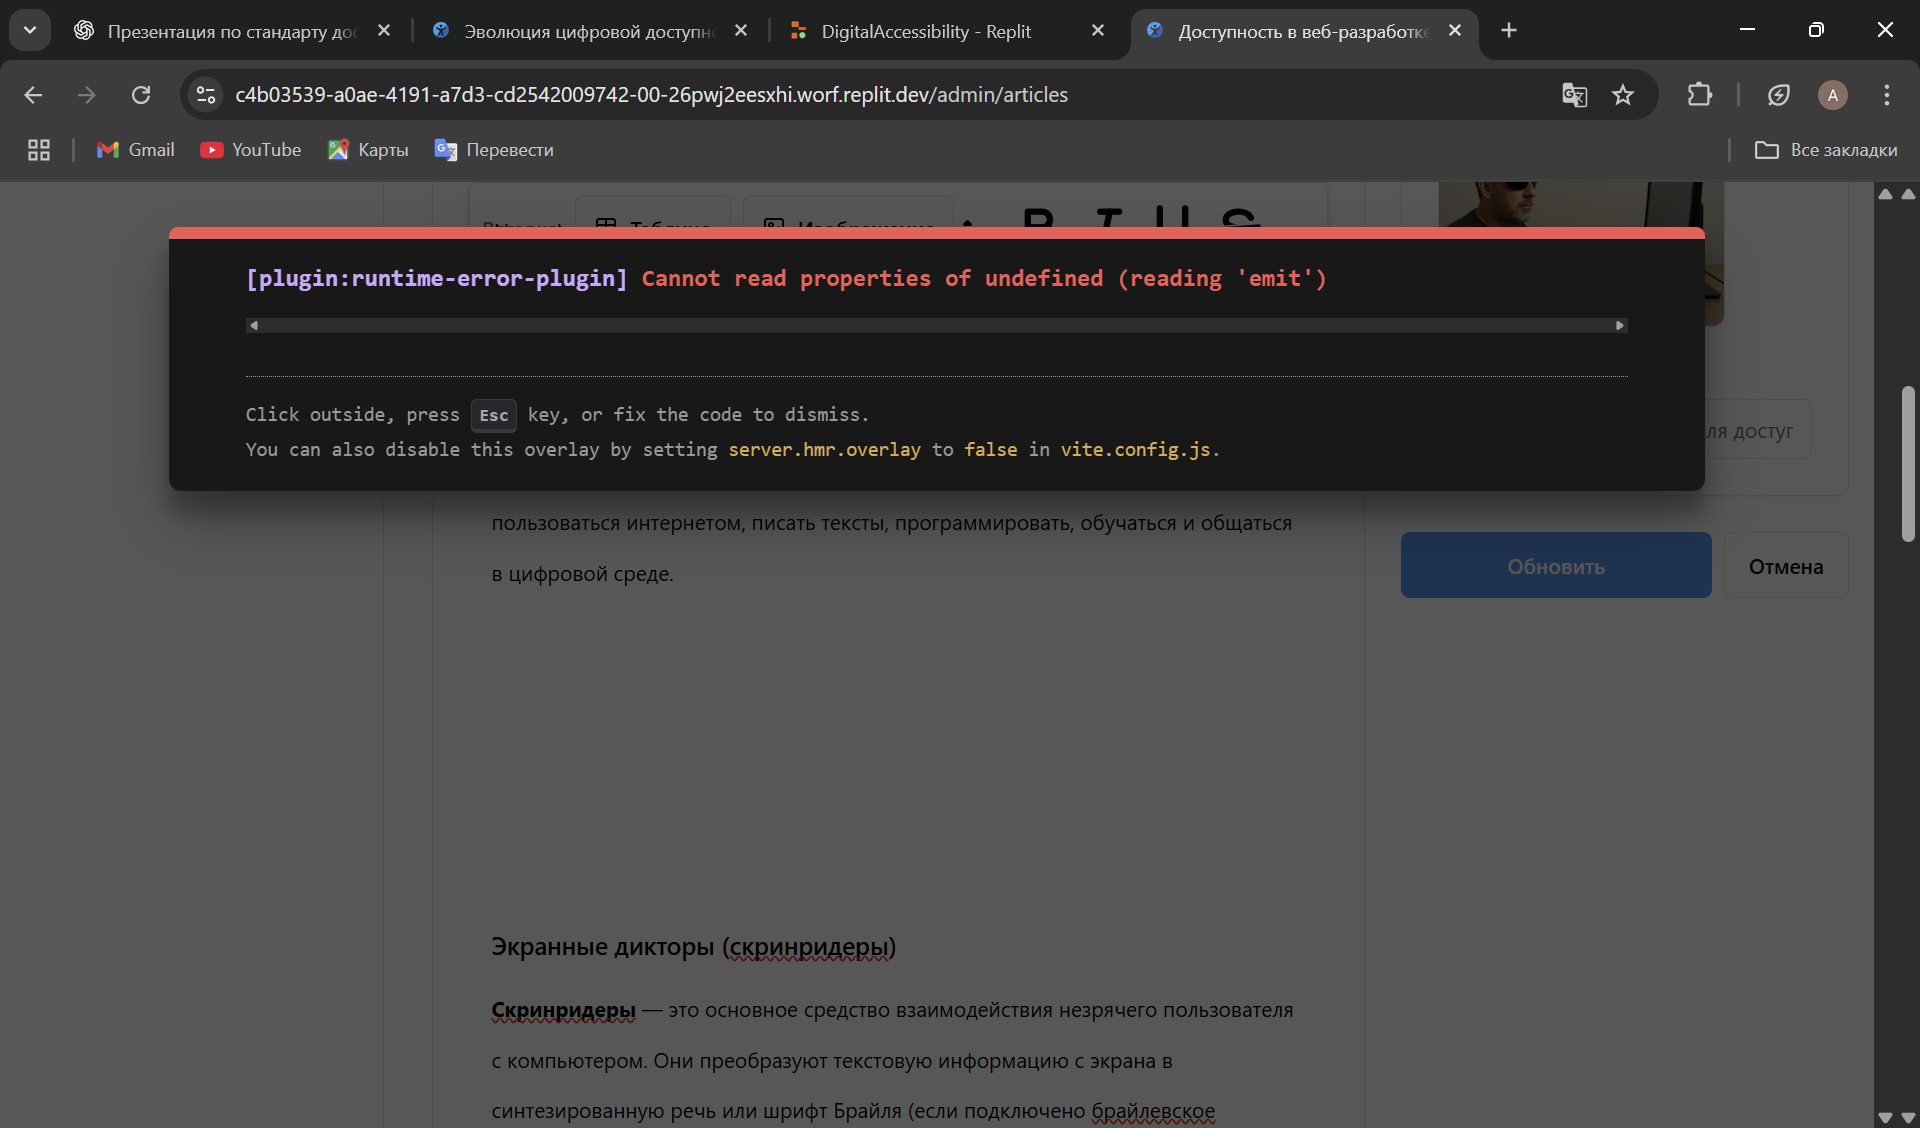 Презентация по стандарту дос
Эволюция цифровой доступн
DigitalAccessibility - Replit
Доступность в веб-разработке
c4b03539-a0ae-4191-a7d3-cd2542009742-00-26pwj2eesxhi.worf.replit.dev/admin/articles
A
Gmail
YouTube
Карты
Перевести
Все закладки
Таблица
Изображение
B I U S
[plugin:runtime-error-plugin] Cannot read properties of undefined (reading 'emit')
Click outside, press Esc key, or fix the code to dismiss.
You can also disable this overlay by setting server.hmr.overlay to false in vite.config.js.
ля доступ
пользоваться интернетом, писать тексты, программировать, обучаться и общаться
в цифровой среде.
Обновить
Отмена
Экранные дикторы (скринридеры)
Скринридеры — это основное средство взаимодействия незрячего пользователя
с компьютером. Они преобразуют текстовую информацию с экрана в
синтезированную речь или шрифт Брайля (если подключено брайлевское